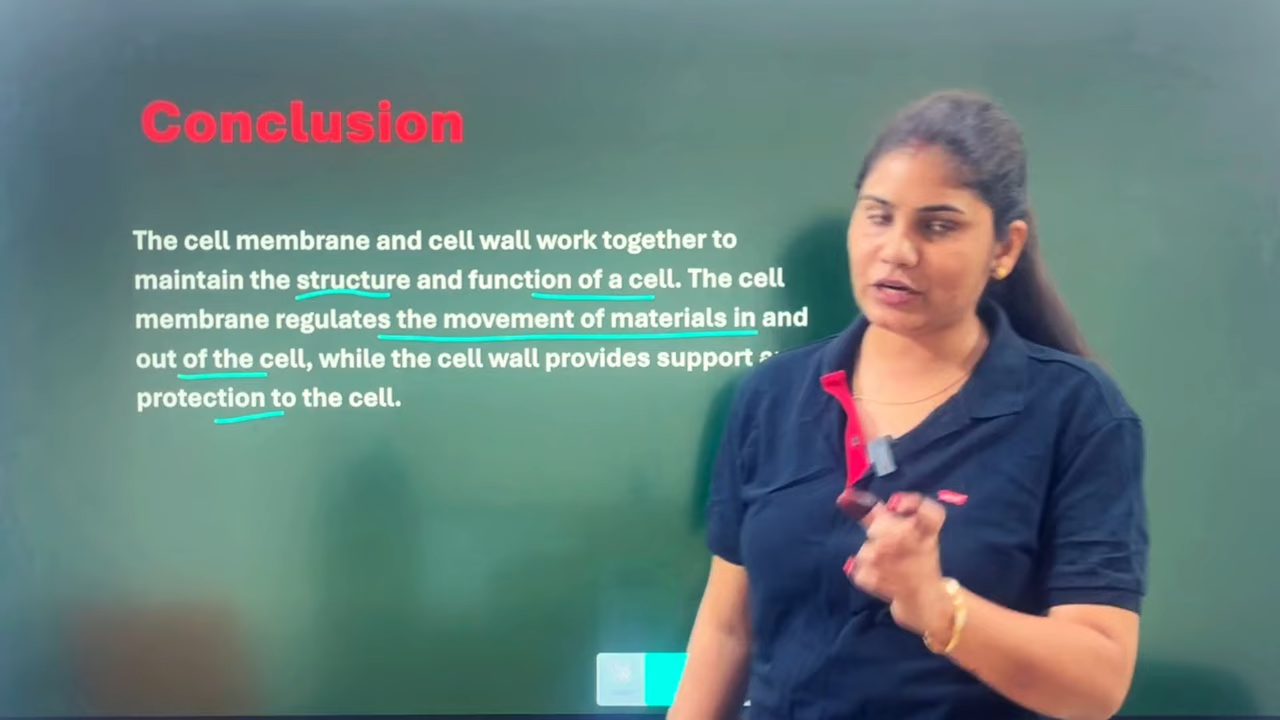 Conclusion
The cell membrane and cell wall work together to
maintain the structure and function of a cell. The cell
membrane regulates the movement of materials in and
out of the cell, while the cell wall provides support
protection to the cell.